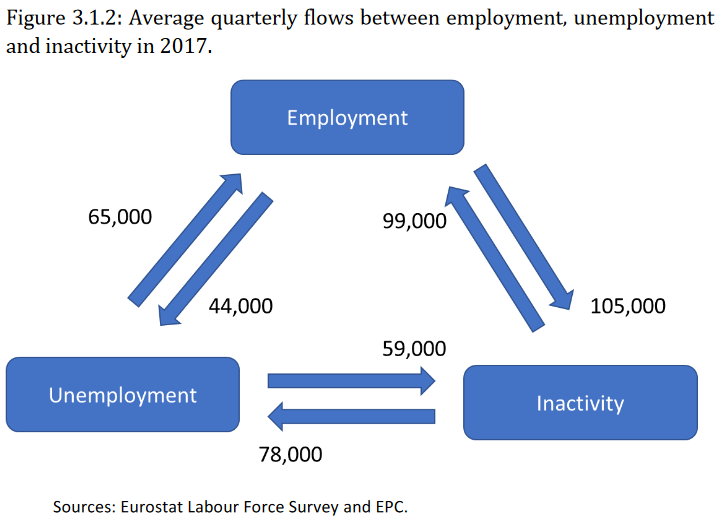 Figure 3.1.2: Average quarterly flows between employment, unemployment
and inactivity in 2017.
Employment
65,000
99,000
44,000
105,000
59,000
Unemployment
Inactivity
78,000
Sources: Eurostat Labour Force Survey and EPC.